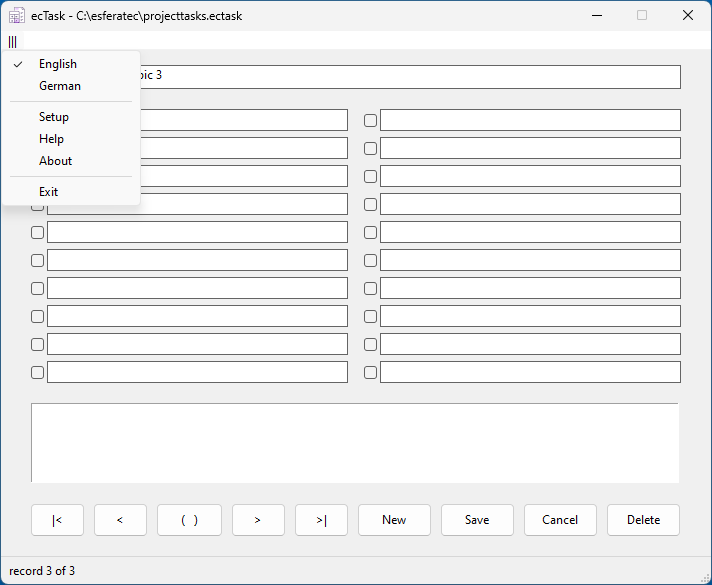 ecTask - C:\esferatec\projecttasks.ectask
|||
English
German
Setup
Help
About
Exit
3
|< < ( ) > >| New Save Cancel Delete
record 3 of 3